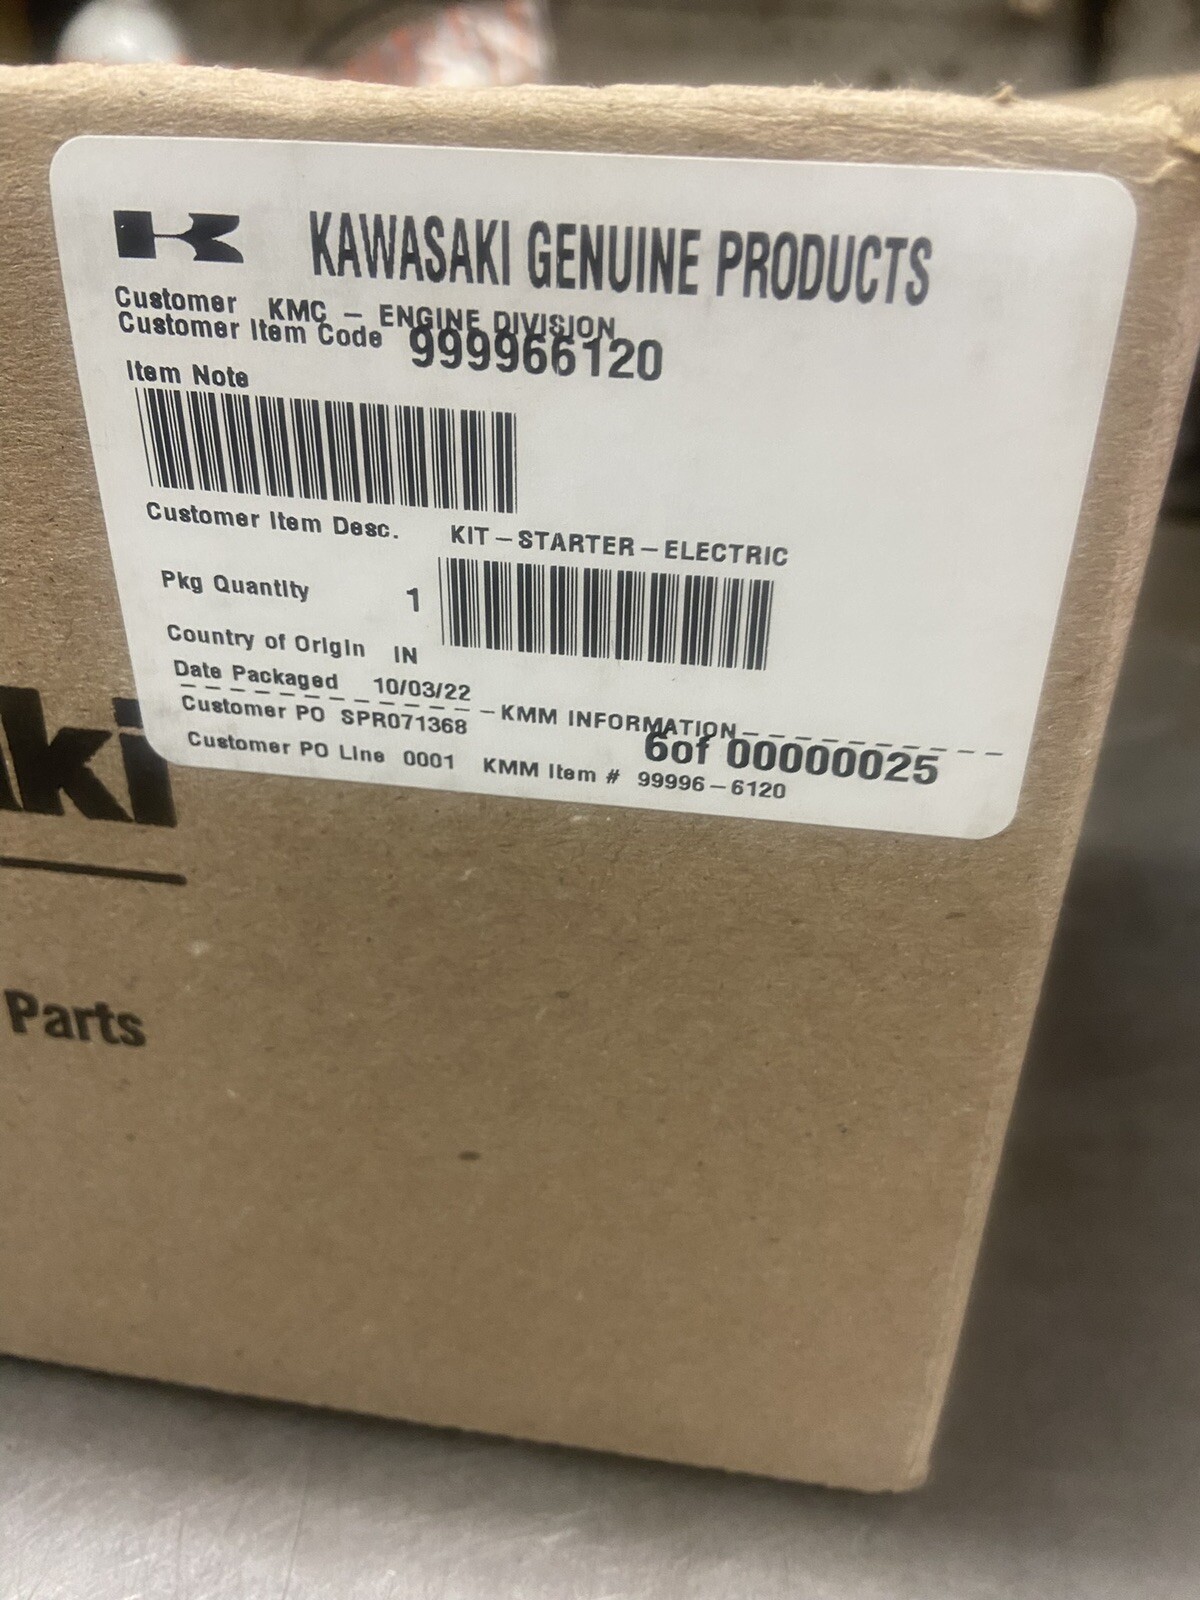 KAWASAKI GENUINE PRODUCTS
Customer KMC - ENGINE DIVISION
Customer Item Code 999966120
Item Note
Customer Item Desc. KIT-STARTER-ELECTRIC
Pkg Quantity 1
Country of Origin IN
Date Packaged 10/03/22
- - - - - - - - - - - - -KMM INFORMATION- - - - - - - - - -
Customer PO SPR071368
6of 00000025
Customer PO Line 0001 KMM Item # 99996-6120
ki
Parts